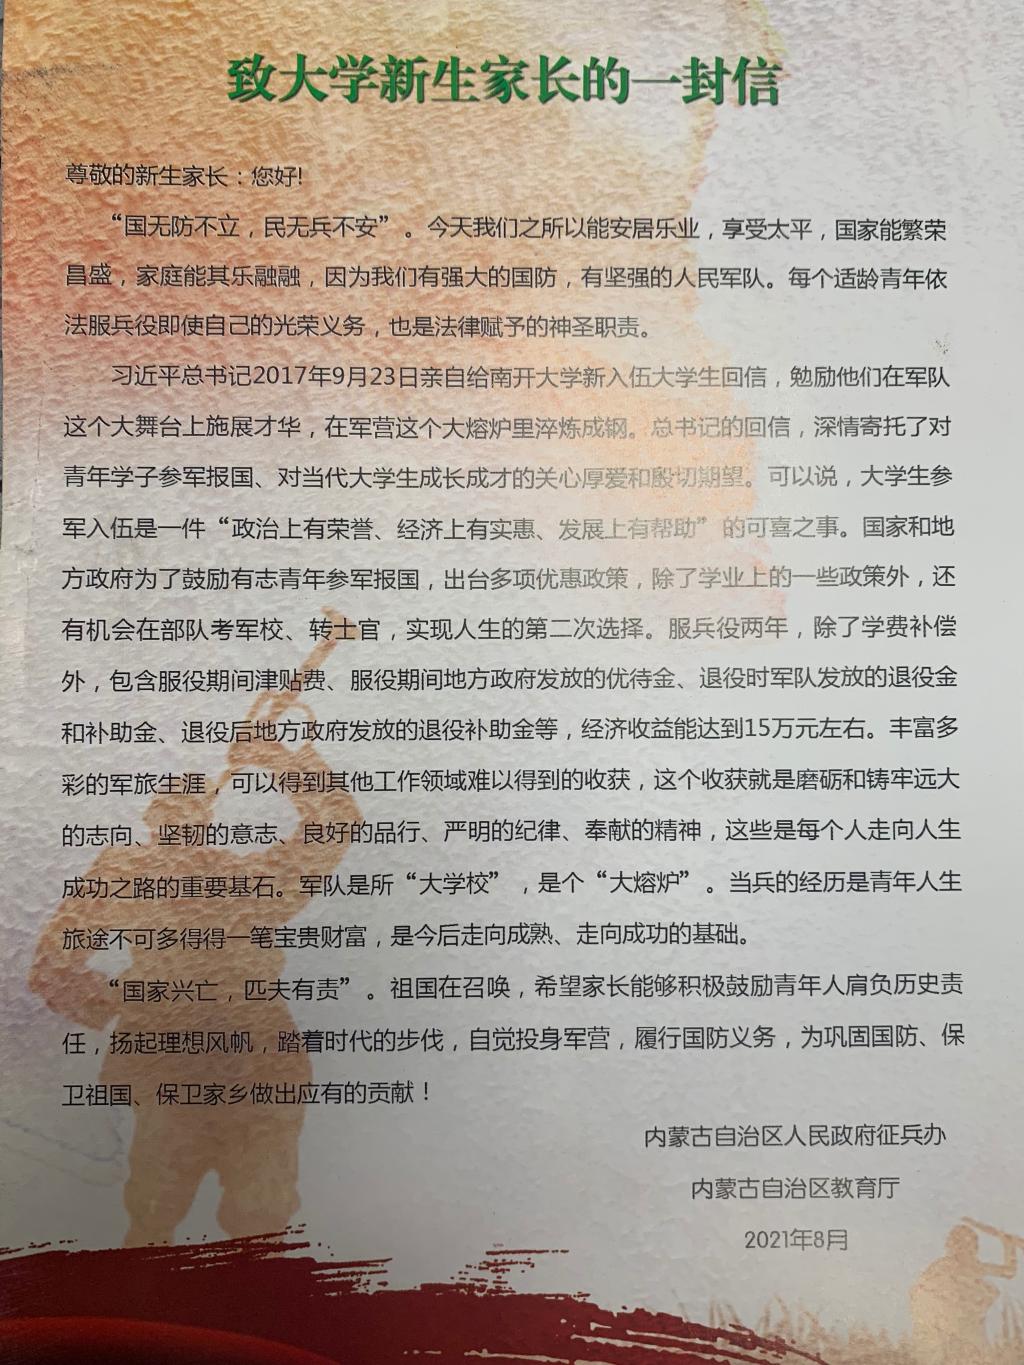 致大学新生家长的一封信
尊敬的新生家长：您好！
“国无防不立，民无兵不安”。今天我们之所以能安居乐业，享受太平，国家能繁荣
昌盛，家庭能其乐融融，因为我们有强大的国防，有坚强的人民军队。每个适龄青年依
法服兵役即使自己的光荣义务，也是法律赋予的神圣职责。
习近平总书记2017年9月23日亲自给南开大学新入伍大学生回信，勉励他们在军队
这个大舞台上施展才华，在军营这个大熔炉里淬炼成钢。总书记的回信，深情寄托了对
青年学子参军报国、对当代大学生成长成才的关心厚爱和殷切期望。可以说，大学生参
军入伍是一件“政治上有荣誉、经济上有实惠、发展上有帮助”的可喜之事。国家和地
方政府为了鼓励有志青年参军报国，出台多项优惠政策，除了学业上的一些政策外，还
有机会在部队考军校、转士官，实现人生的第二次选择。服兵役两年，除了学费补偿
外，包含服役期间津贴费、服役期间地方政府发放的优待金、退役时军队发放的退役金
和补助金、退役后地方政府发放的退役补助金等，经济收益能达到15万元左右。丰富多
彩的军旅生涯，可以得到其他工作领域难以得到的收获，这个收获就是磨砺和铸牢远大
的志向、坚韧的意志、良好的品行、严明的纪律、奉献的精神，这些是每个人走向人生
成功之路的重要基石。军队是所“大学校”，是个“大熔炉”。当兵的经历是青年人生
旅途不可多得得一笔宝贵财富，是今后走向成熟、走向成功的基础。
“国家兴亡，匹夫有责”。祖国在召唤，希望家长能够积极鼓励青年人肩负历史责
任，扬起理想风帆，踏着时代的步伐，自觉投身军营，履行国防义务，为巩固国防、保
卫祖国、保卫家乡做出应有的贡献！
内蒙古自治区人民政府征兵办
内蒙古自治区教育厅
2021年8月